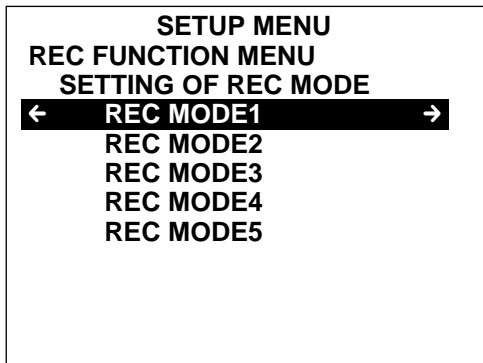 SETUP MENU
REC FUNCTION MENU
SETTING OF REC MODE
← REC MODE1 →
REC MODE2
REC MODE3
REC MODE4
REC MODE5